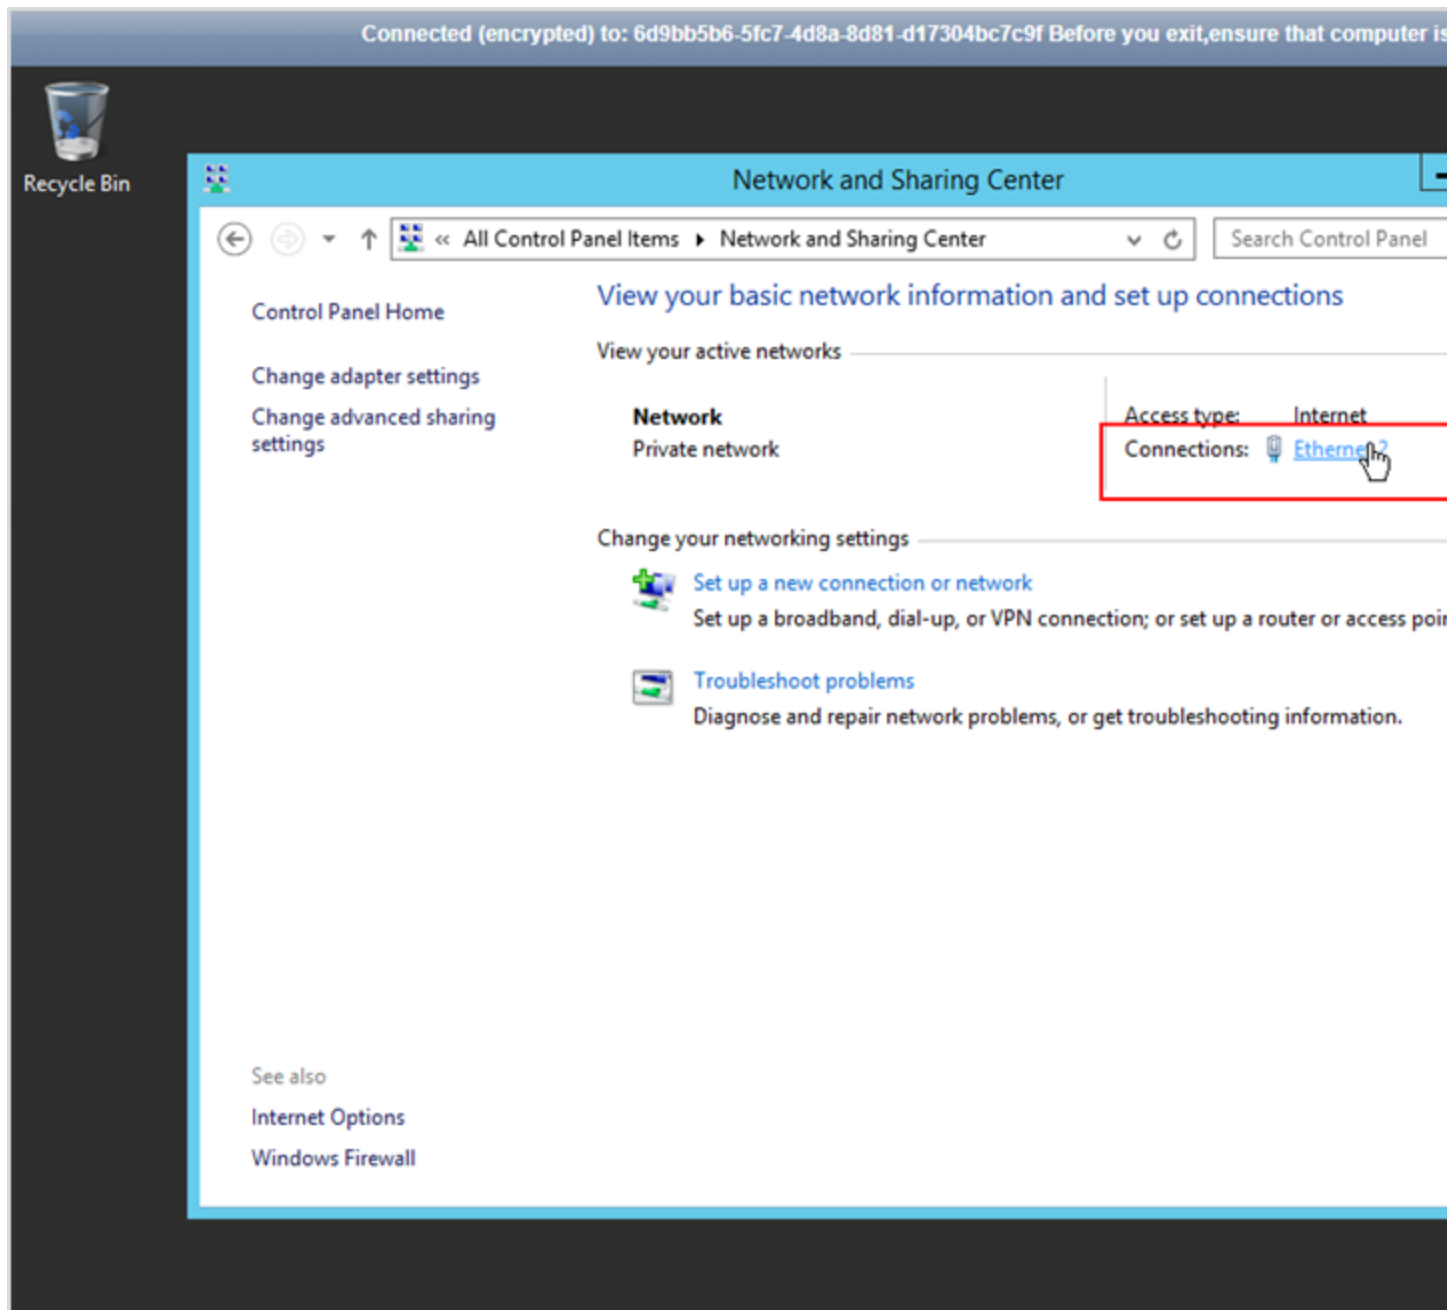 Connected (encrypted) to: 6d9bb5b6-5fc7-4d8a-8d81-d17304bc7c9f Before you exit,ensure that computer is
Recycle Bin
Network and Sharing Center
« All Control Panel Items ▸ Network and Sharing Center
Search Control Panel
Control Panel Home
Change adapter settings
Change advanced sharing
settings
View your basic network information and set up connections
View your active networks
Network
Private network
Access type: Internet
Connections: Ethernet 2
Change your networking settings
Set up a new connection or network
Set up a broadband, dial-up, or VPN connection; or set up a router or access
Troubleshoot problems
Diagnose and repair network problems, or get troubleshooting information.
See also
Internet Options
Windows Firewall